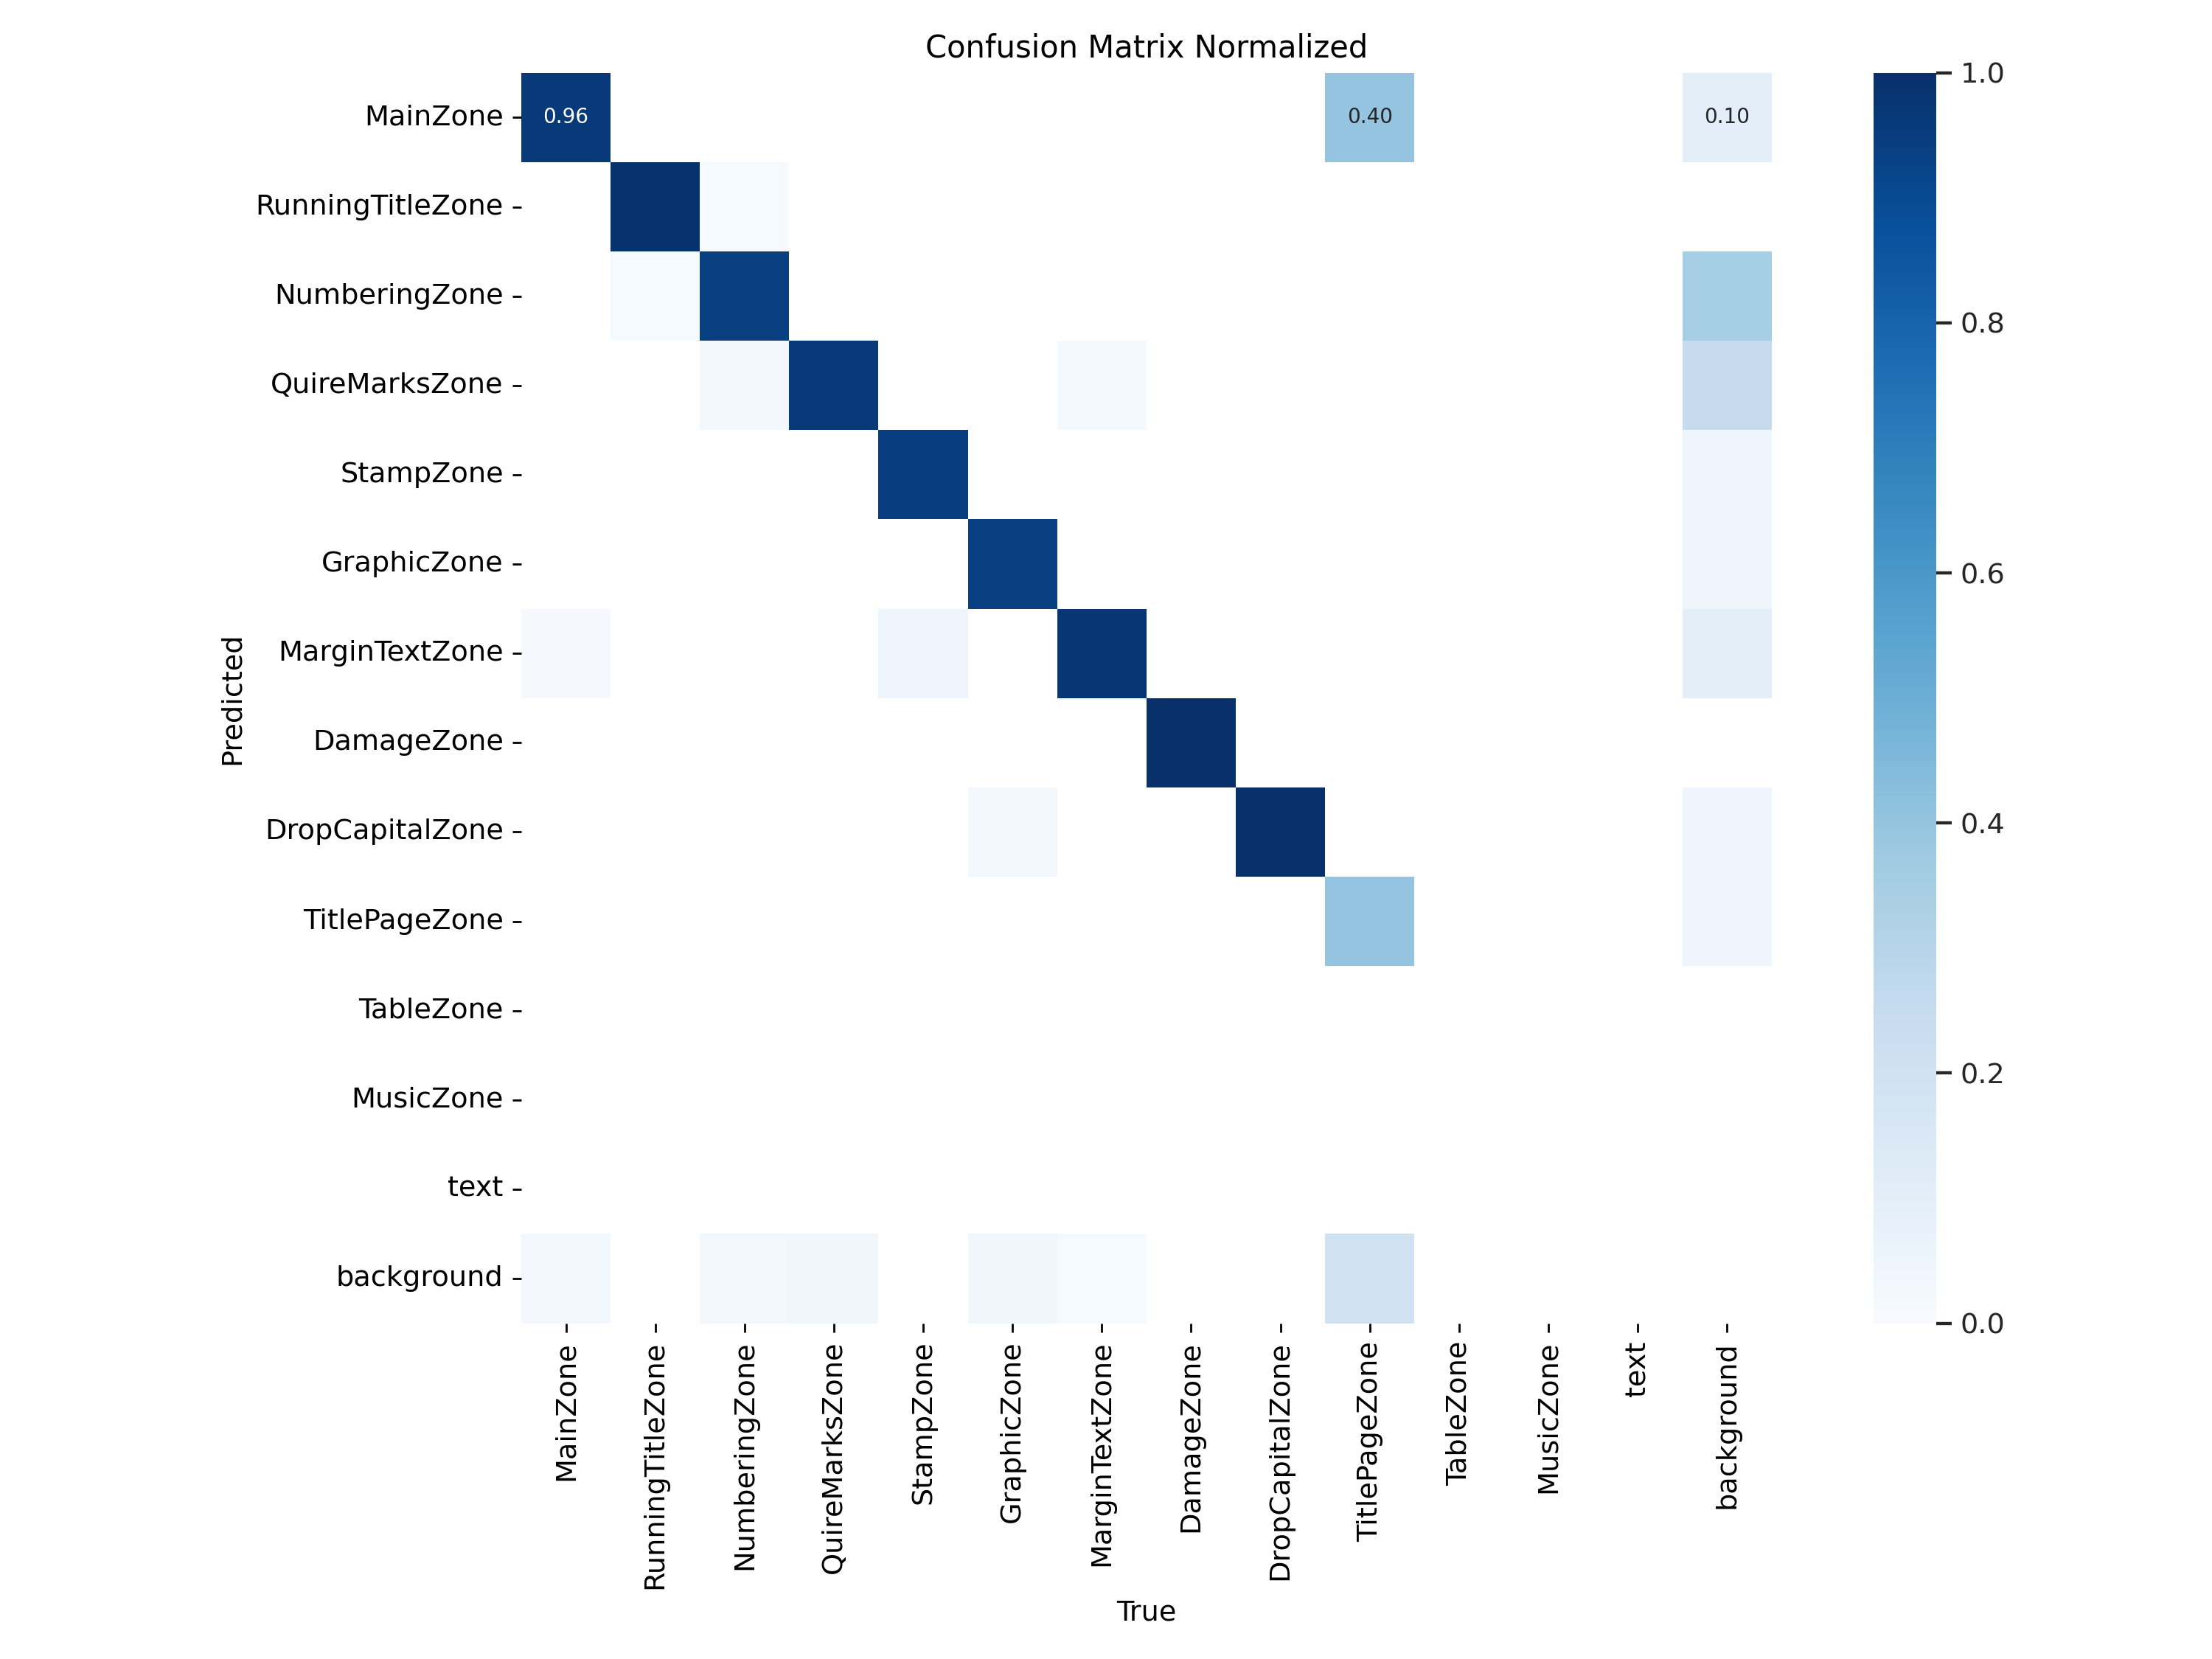 Confusion Matrix Normalized
MainZone
RunningTitleZone
NumberingZone
QuireMarksZone
StampZone
GraphicZone
MarginTextZone
DamageZone
DropCapitalZone
TitlePageZone
TableZone
MusicZone
text
background
Predicted
0.96
0.40
0.10
1.0
0.8
0.6
0.4
0.2
0.0
MainZone
RunningTitleZone
NumberingZone
QuireMarksZone
StampZone
GraphicZone
MarginTextZone
DamageZone
DropCapitalZone
TitlePageZone
TableZone
MusicZone
text
background
True